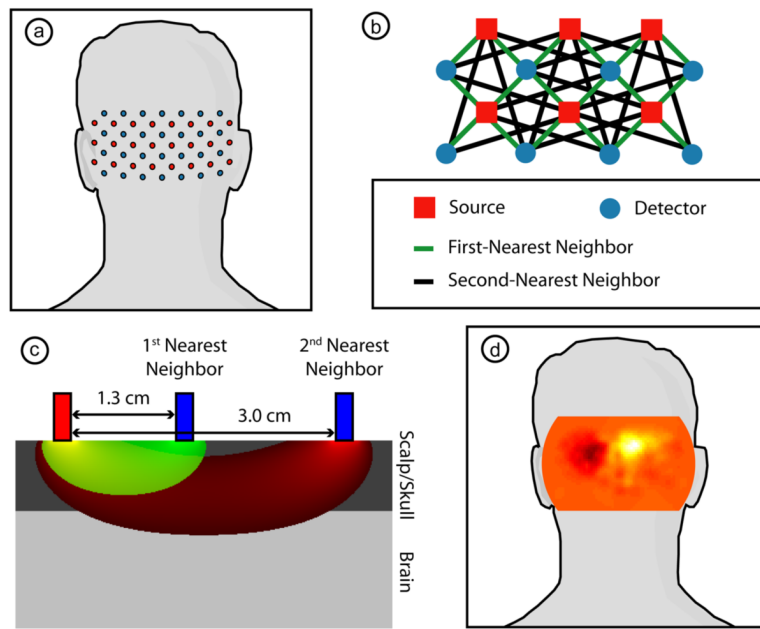 a
b
Source
Detector
First-Nearest Neighbor
Second-Nearest Neighbor
c
1st Nearest
Neighbor
2nd Nearest
Neighbor
1.3 cm
3.0 cm
Scalp/Skull
Brain
d